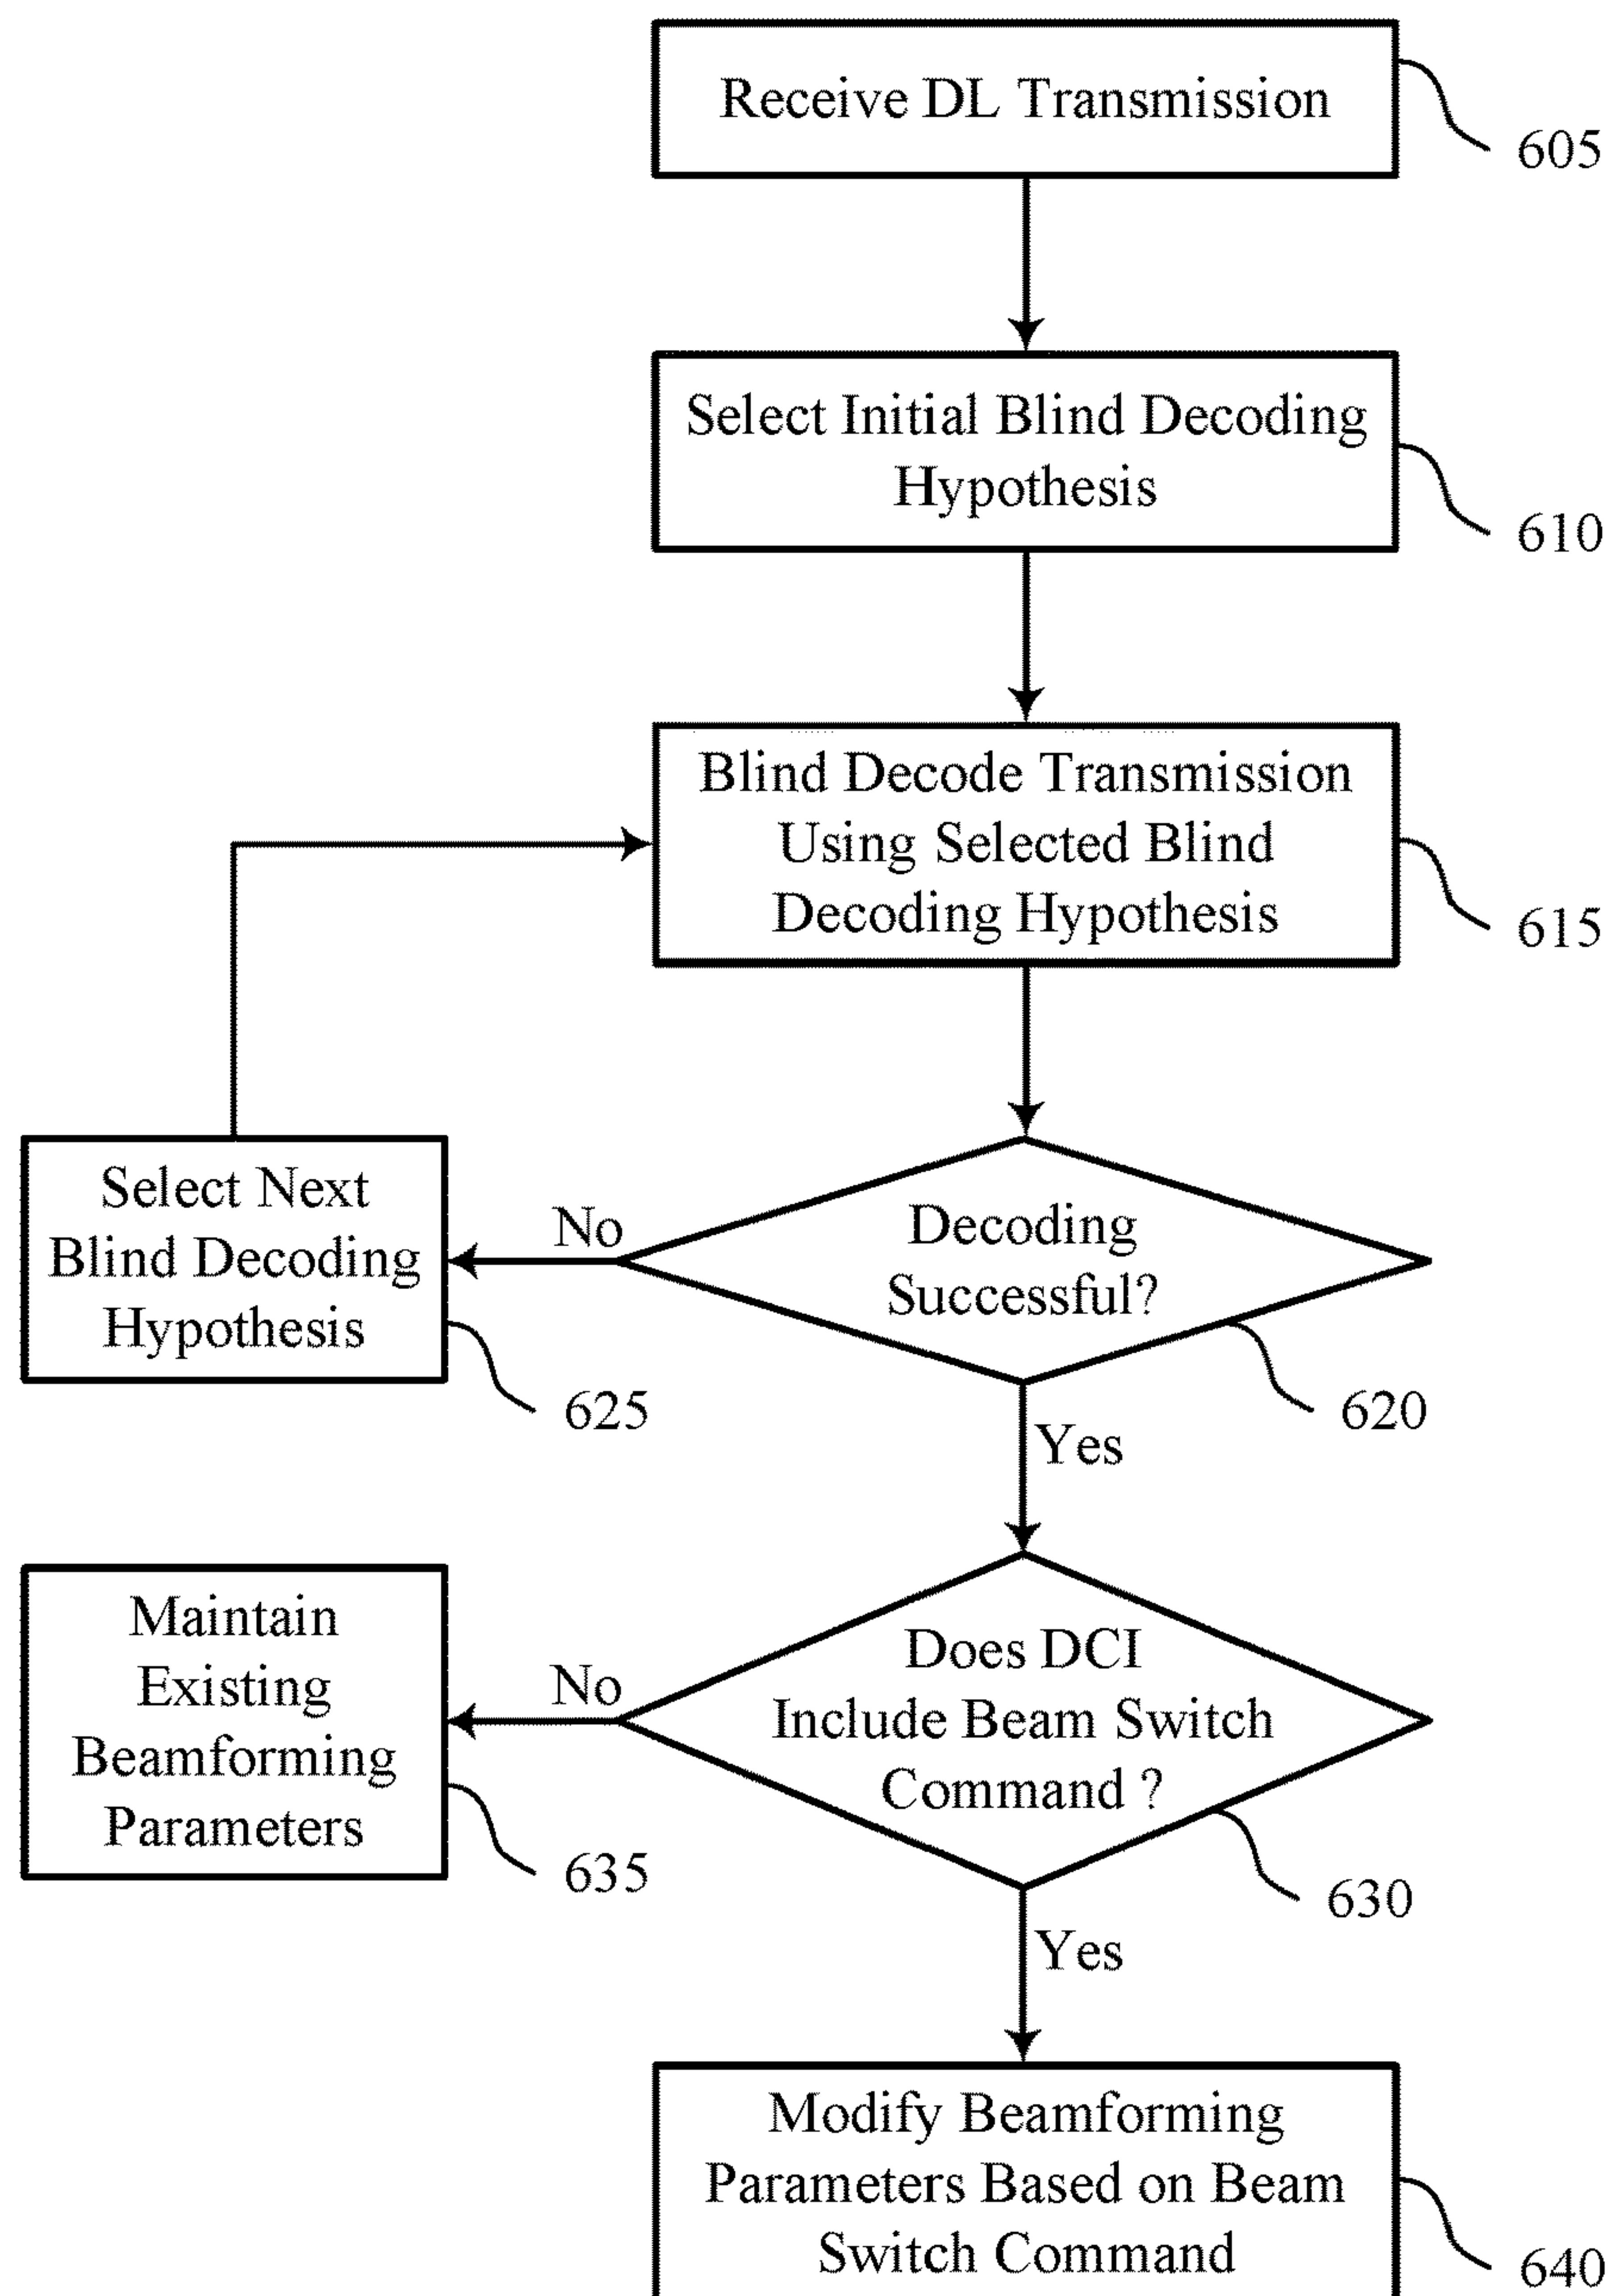 Receive DL Transmission
605
Select Initial Blind Decoding
Hypothesis
610
Blind Decode Transmission
Using Selected Blind
Decoding Hypothesis
615
Decoding
Successful?
620
No
Select Next
Blind Decoding
Hypothesis
625
Yes
Does DCI
Include Beam Switch
Command ?
630
No
Maintain
Existing
Beamforming
Parameters
635
Yes
Modify Beamforming
Parameters Based on Beam
Switch Command
640